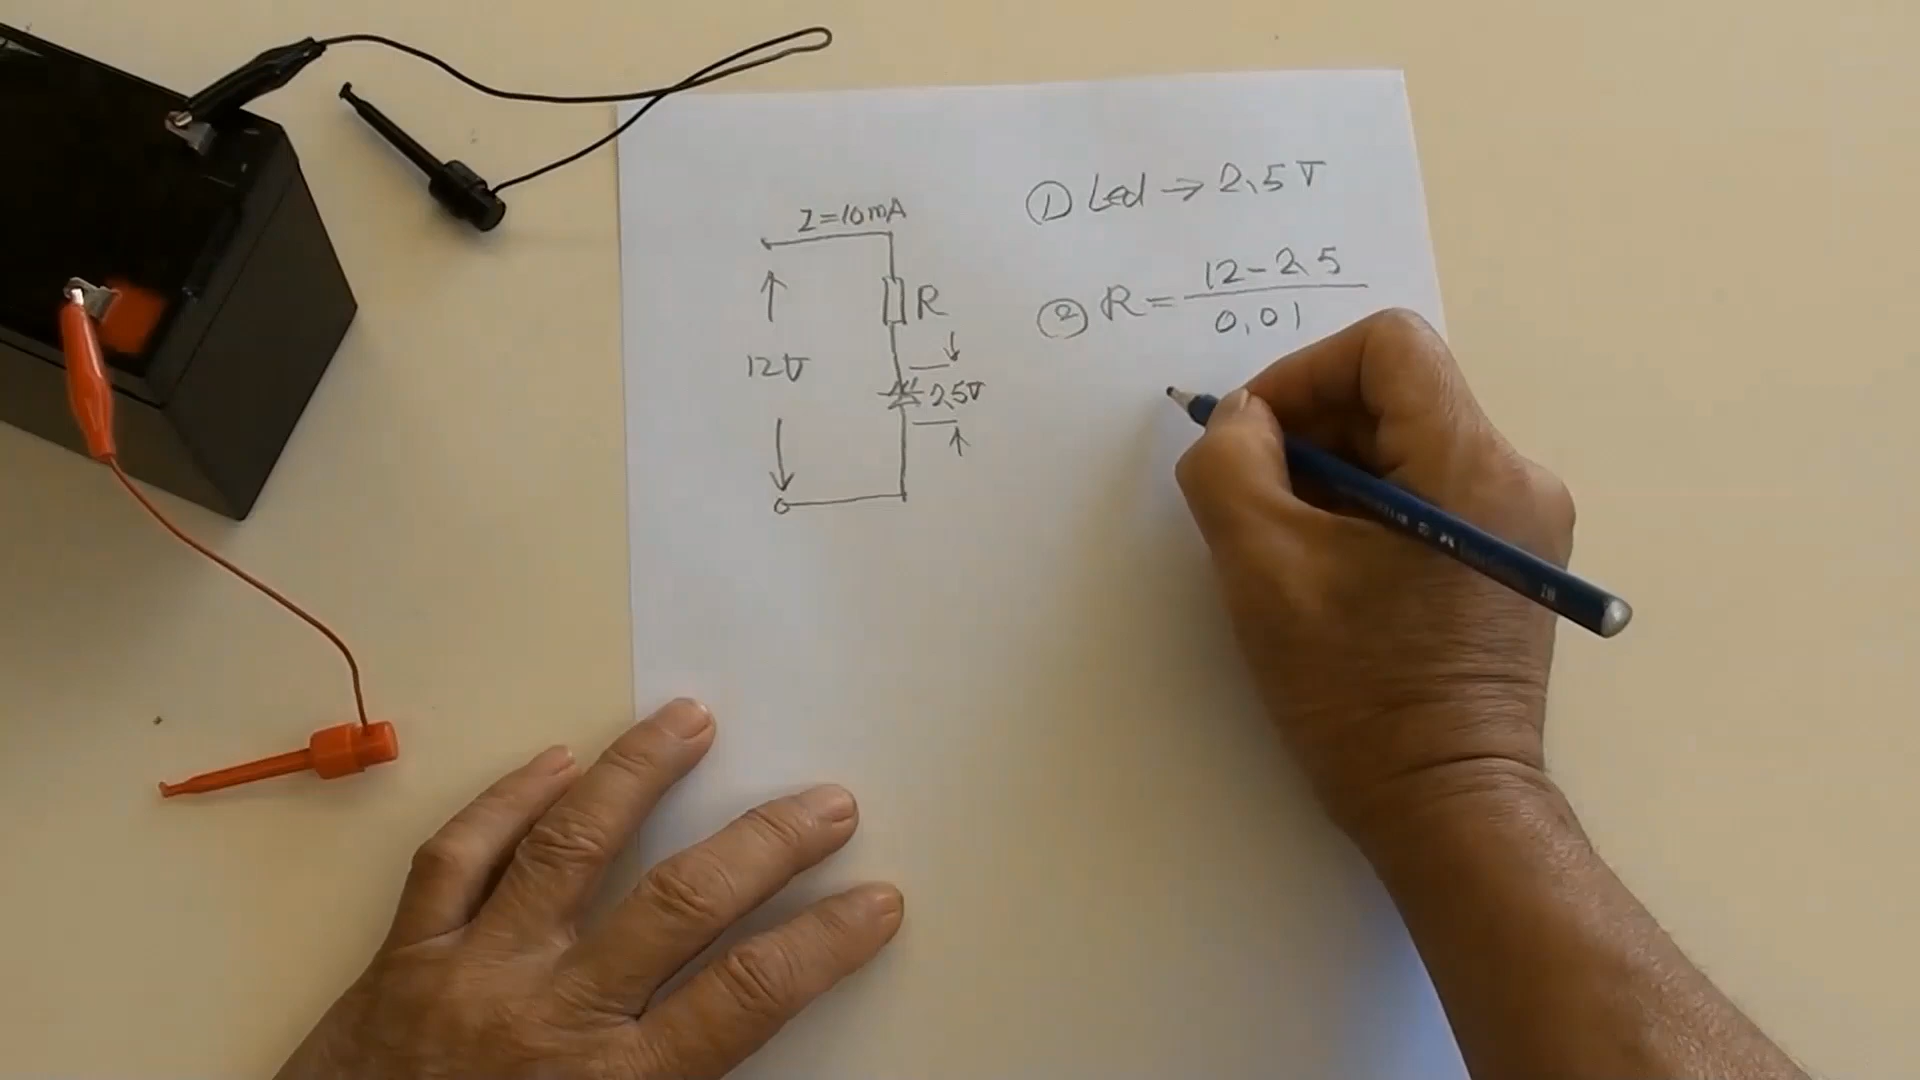 I=10mA
R
12V
2,5V
① Led → 2,5V
② R = 12-2,5
0,01